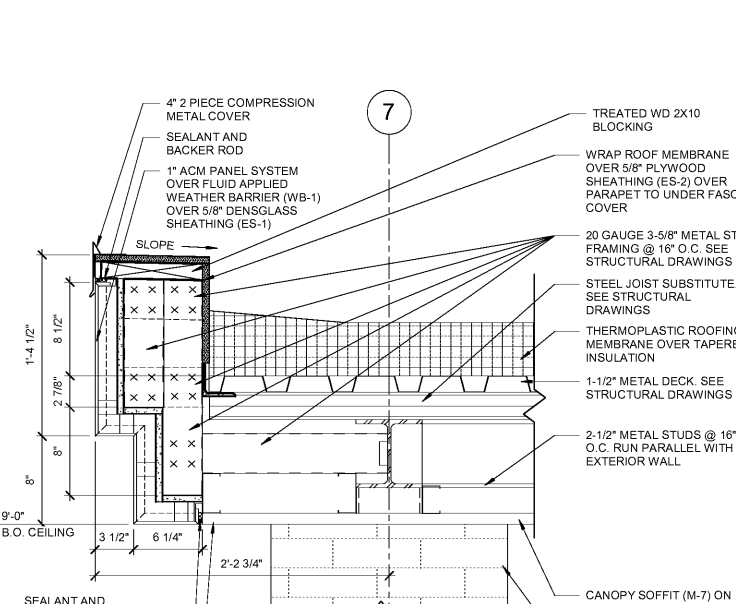 4" 2 PIECE COMPRESSION
METAL COVER
SEALANT AND
BACKER ROD
1" ACM PANEL SYSTEM
OVER FLUID APPLIED
WEATHER BARRIER (WB-1)
OVER 5/8" DENSGLASS
SHEATHING (ES-1)
SLOPE
7
TREATED WD 2X10
BLOCKING
WRAP ROOF MEMBRANE
OVER 5/8" PLYWOOD
SHEATHING (ES-2) OVER
PARAPET TO UNDER FASC
COVER
20 GAUGE 3-5/8" METAL ST
FRAMING @ 16" O.C. SEE
STRUCTURAL DRAWINGS
STEEL JOIST SUBSTITUTE.
SEE STRUCTURAL
DRAWINGS
THERMOPLASTIC ROOFING
MEMBRANE OVER TAPERE
INSULATION
1-1/2" METAL DECK. SEE
STRUCTURAL DRAWINGS
2-1/2" METAL STUDS @ 16"
O.C. RUN PARALLEL WITH
EXTERIOR WALL
1'-4 1/2"
8 1/2"
2 7/8"
8"
8"
9'-0"
B.O. CEILING
3 1/2"
6 1/4"
2'-2 3/4"
SEALANT AND
CANOPY SOFFIT (M-7) ON